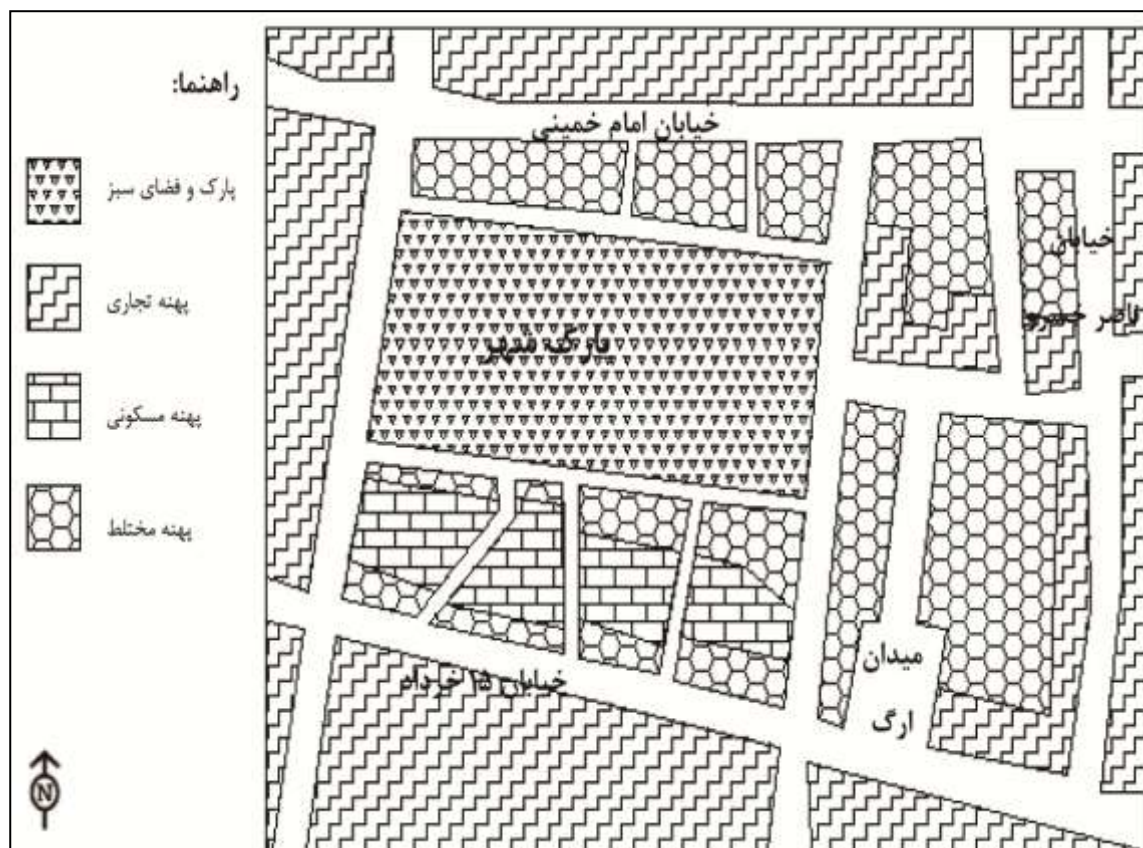 راهنما:
پارک و فضای سبز
پهنه تجاری
پهنه مسکونی
پهنه مختلط
خیابان امام خمینی
خیابان
ناصر خسرو
پارک شهر
میدان
ارگ
خیابان ۱۵ خرداد
N